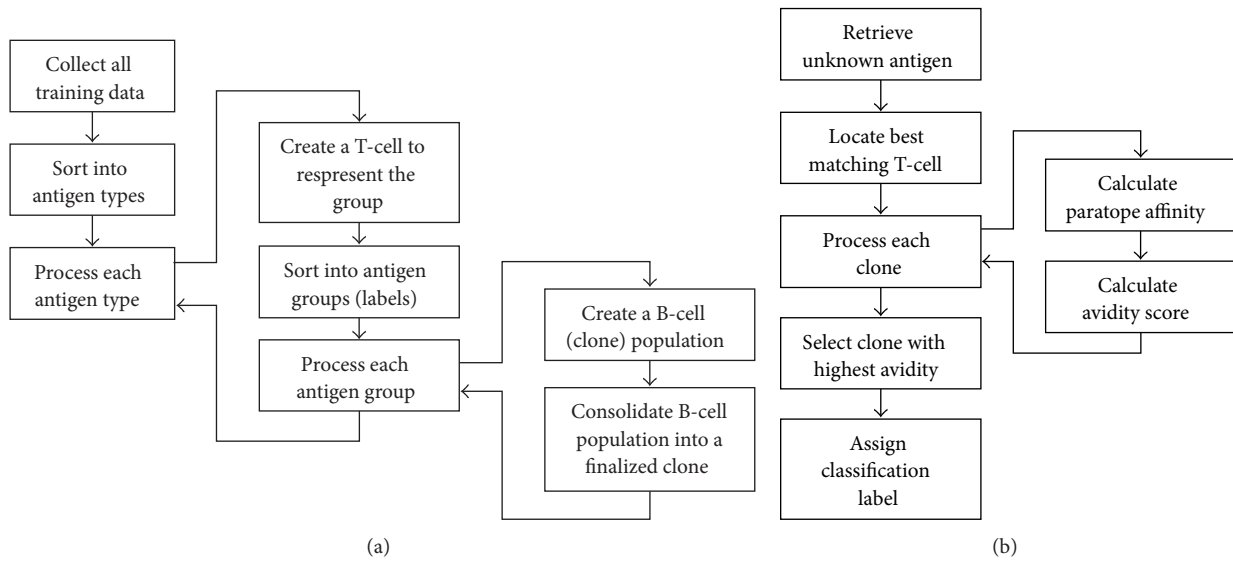 Collect all
training data
Sort into
antigen types
Process each
antigen type
Create a T-cell to
respresent the
group
Sort into antigen
groups (labels)
Process each
antigen group
Create a B-cell
(clone) population
Consolidate B-cell
population into a
finalized clone
(a)
Retrieve
unknown antigen
Locate best
matching T-cell
Process each
clone
Select clone with
highest avidity
Assign
classification
label
Calculate
paratope affinity
Calculate
avidity score
(b)